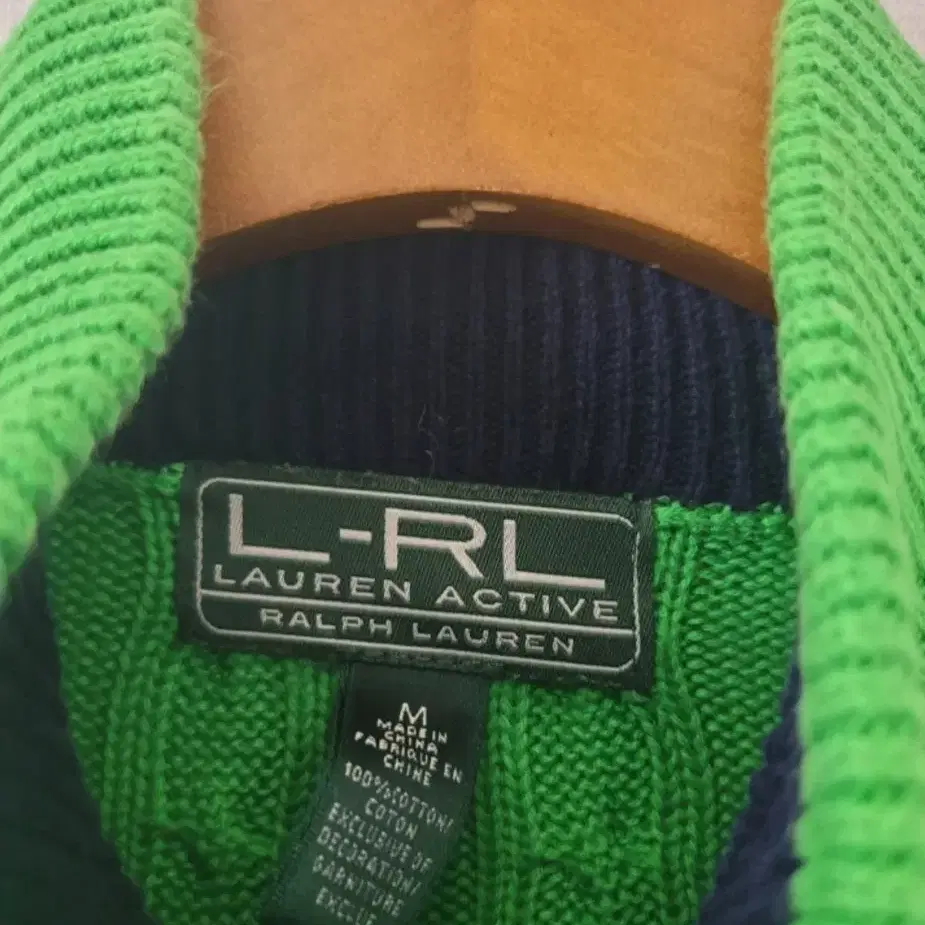 L-RL
LAUREN ACTIVE
RALPH LAUREN
M
MADE IN
CHINA
FABRIQUE EN
CHINE
100% COTTON/
COTON
EXCLUSIVE OF
DECORATION/
GARNITURE